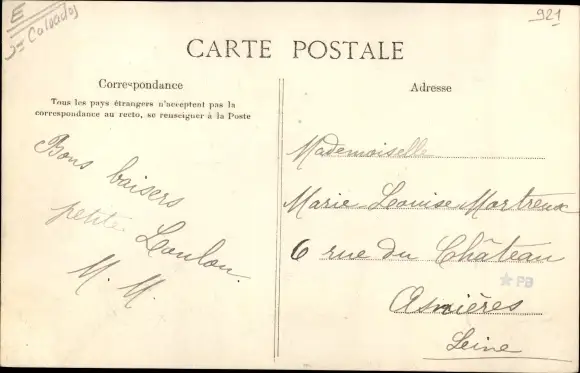 E
Calvados
921
CARTE POSTALE
Correspondance
Tous les pays étrangers n'acceptent pas la
correspondance au recto, se renseigner à la Poste
Bons baisers
petite Loulou.
M. M.
Adresse
Mademoiselle
Marie-Louise Martreux
6 rue du Château
Asnières
Seine
PB